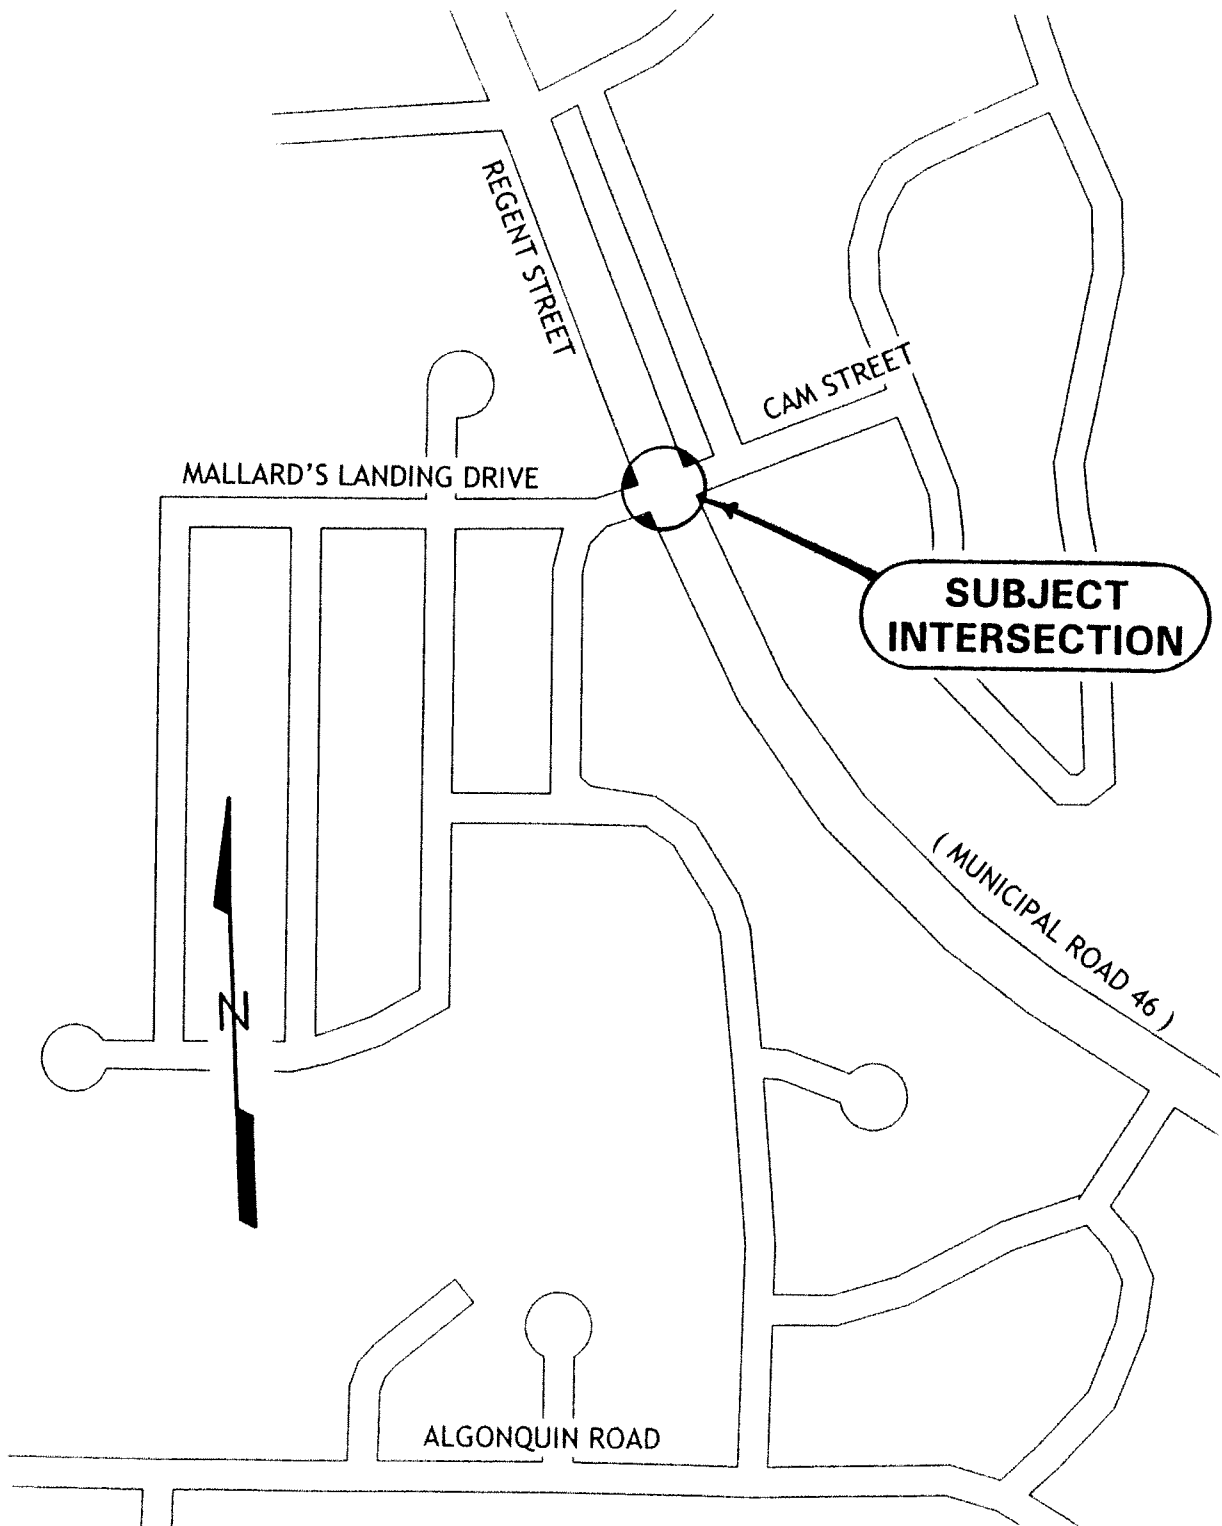 REGENT STREET
CAM STREET
MALLARD'S LANDING DRIVE
SUBJECT
INTERSECTION
( MUNICIPAL ROAD 46 )
N
ALGONQUIN ROAD